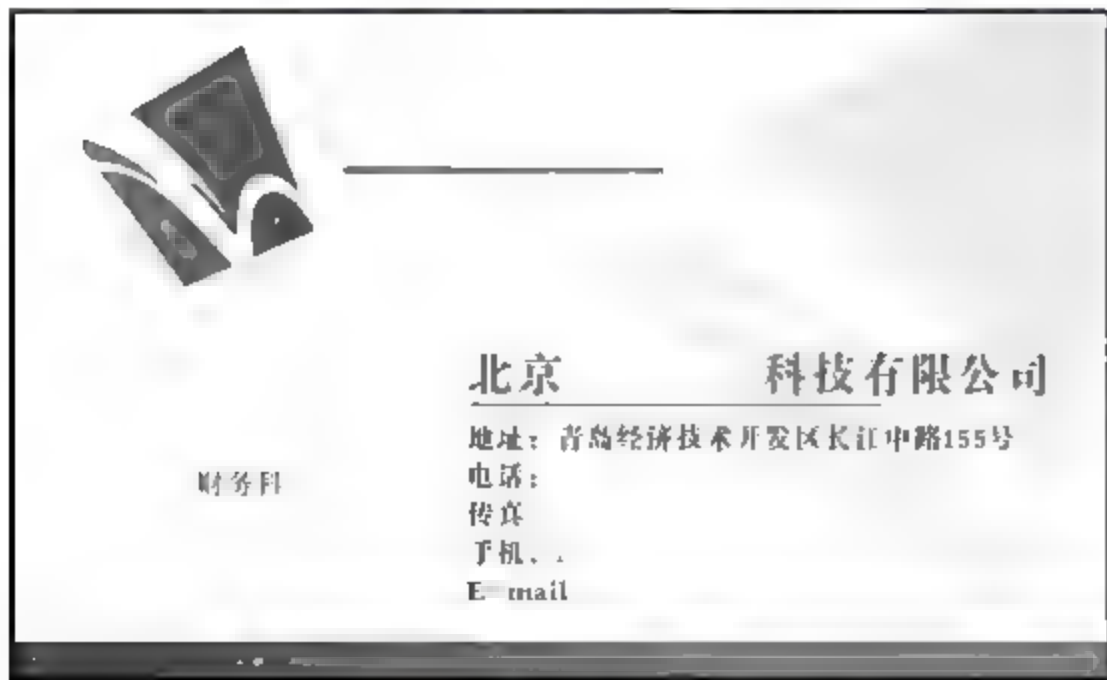 北京 科技有限公司
地址：青岛经济技术开发区长江中路155号
电话：
财务科
传真
手机
E-mail